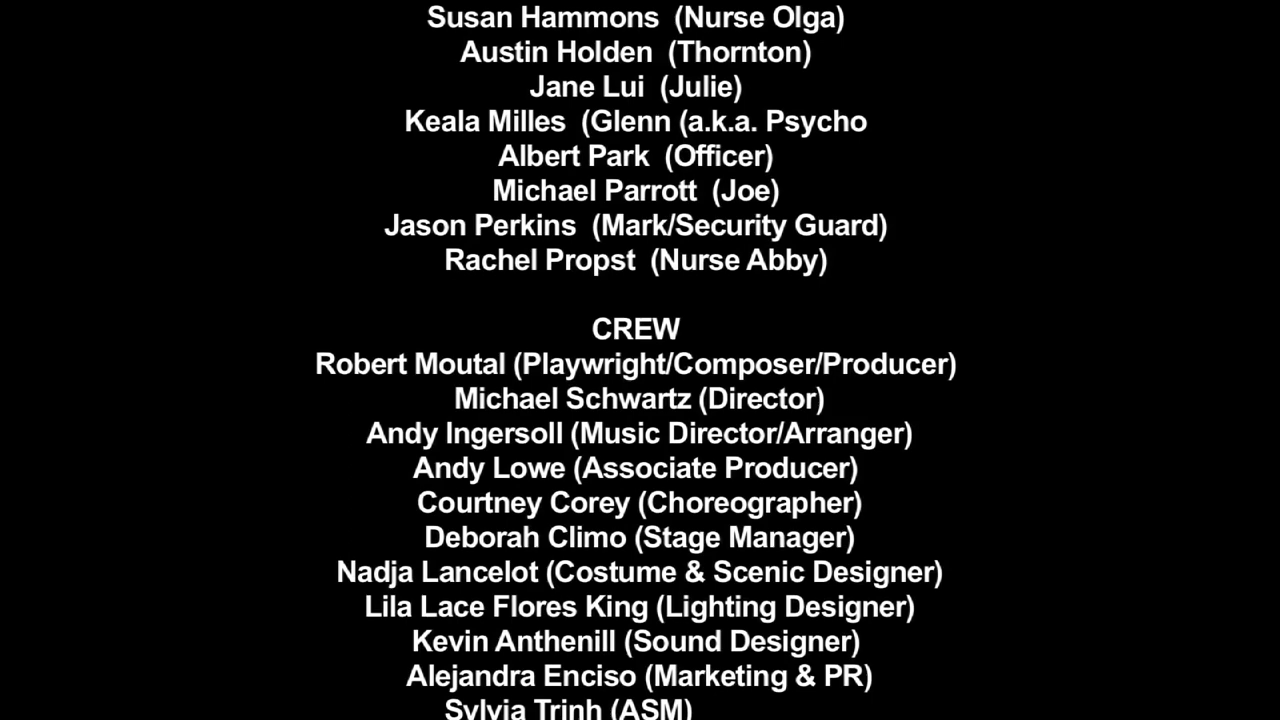 Susan Hammons  (Nurse Olga)
Austin Holden  (Thornton)
Jane Lui  (Julie)
Keala Milles  (Glenn (a.k.a. Psycho
Albert Park  (Officer)
Michael Parrott  (Joe)
Jason Perkins  (Mark/Security Guard)
Rachel Propst  (Nurse Abby)
CREW
Robert Moutal (Playwright/Composer/Producer)
Michael Schwartz (Director)
Andy Ingersoll (Music Director/Arranger)
Andy Lowe (Associate Producer)
Courtney Corey (Choreographer)
Deborah Climo (Stage Manager)
Nadja Lancelot (Costume & Scenic Designer)
Lila Lace Flores King (Lighting Designer)
Kevin Anthenill (Sound Designer)
Alejandra Enciso (Marketing & PR)
Sylvia Trinh (ASM)